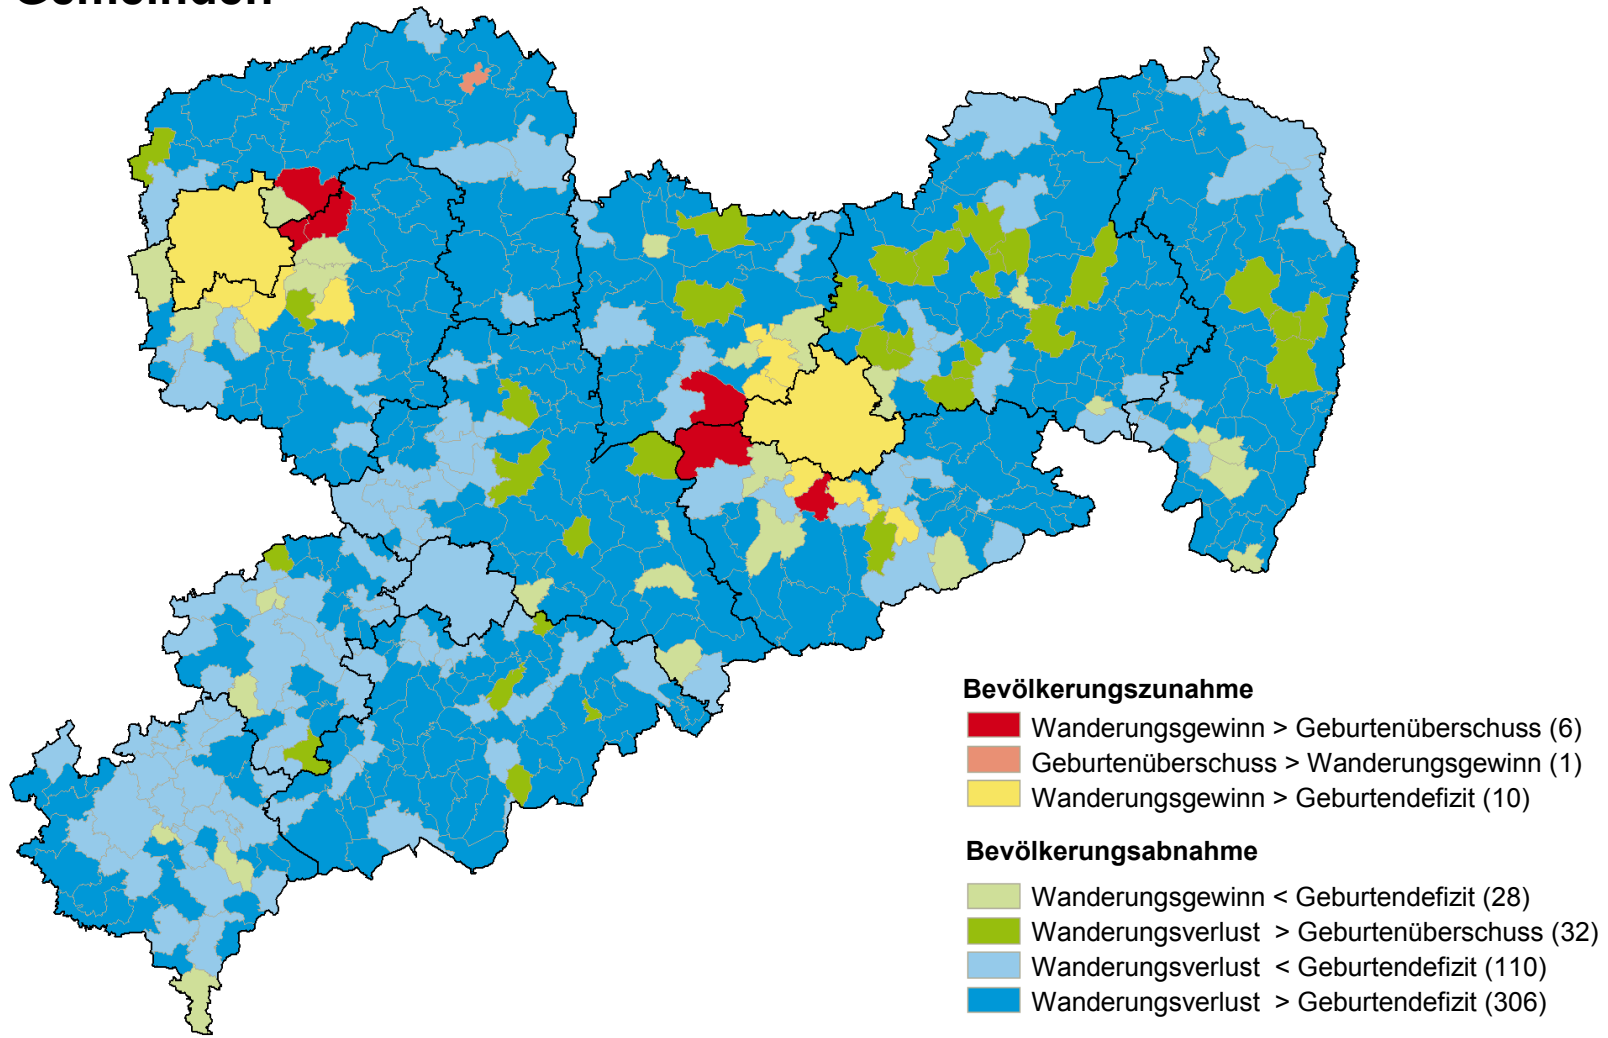 Gemeinden
Bevölkerungszunahme
Wanderungsgewinn > Geburtenüberschuss (6)
Geburtenüberschuss > Wanderungsgewinn (1)
Wanderungsgewinn > Geburtendefizit (10)
Bevölkerungsabnahme
Wanderungsgewinn < Geburtendefizit (28)
Wanderungsverlust > Geburtenüberschuss (32)
Wanderungsverlust < Geburtendefizit (110)
Wanderungsverlust > Geburtendefizit (306)